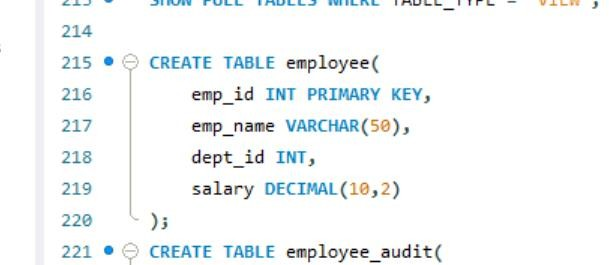 213 SHOW FULL TABLES WHERE TABLE_TYPE = 'VIEW';
214
215 CREATE TABLE employee(
216 emp_id INT PRIMARY KEY,
217 emp_name VARCHAR(50),
218 dept_id INT,
219 salary DECIMAL(10,2)
220 );
221 CREATE TABLE employee_audit(